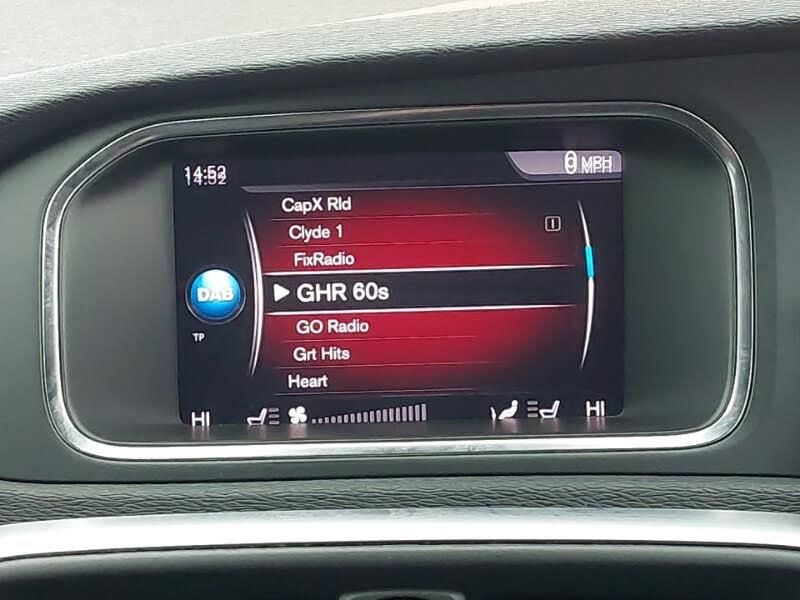 14:52
0 MPH
CapX Rld
Clyde 1
FixRadio
DAB
GHR 60s
TP
GO Radio
Grt Hits
Heart
HI HI